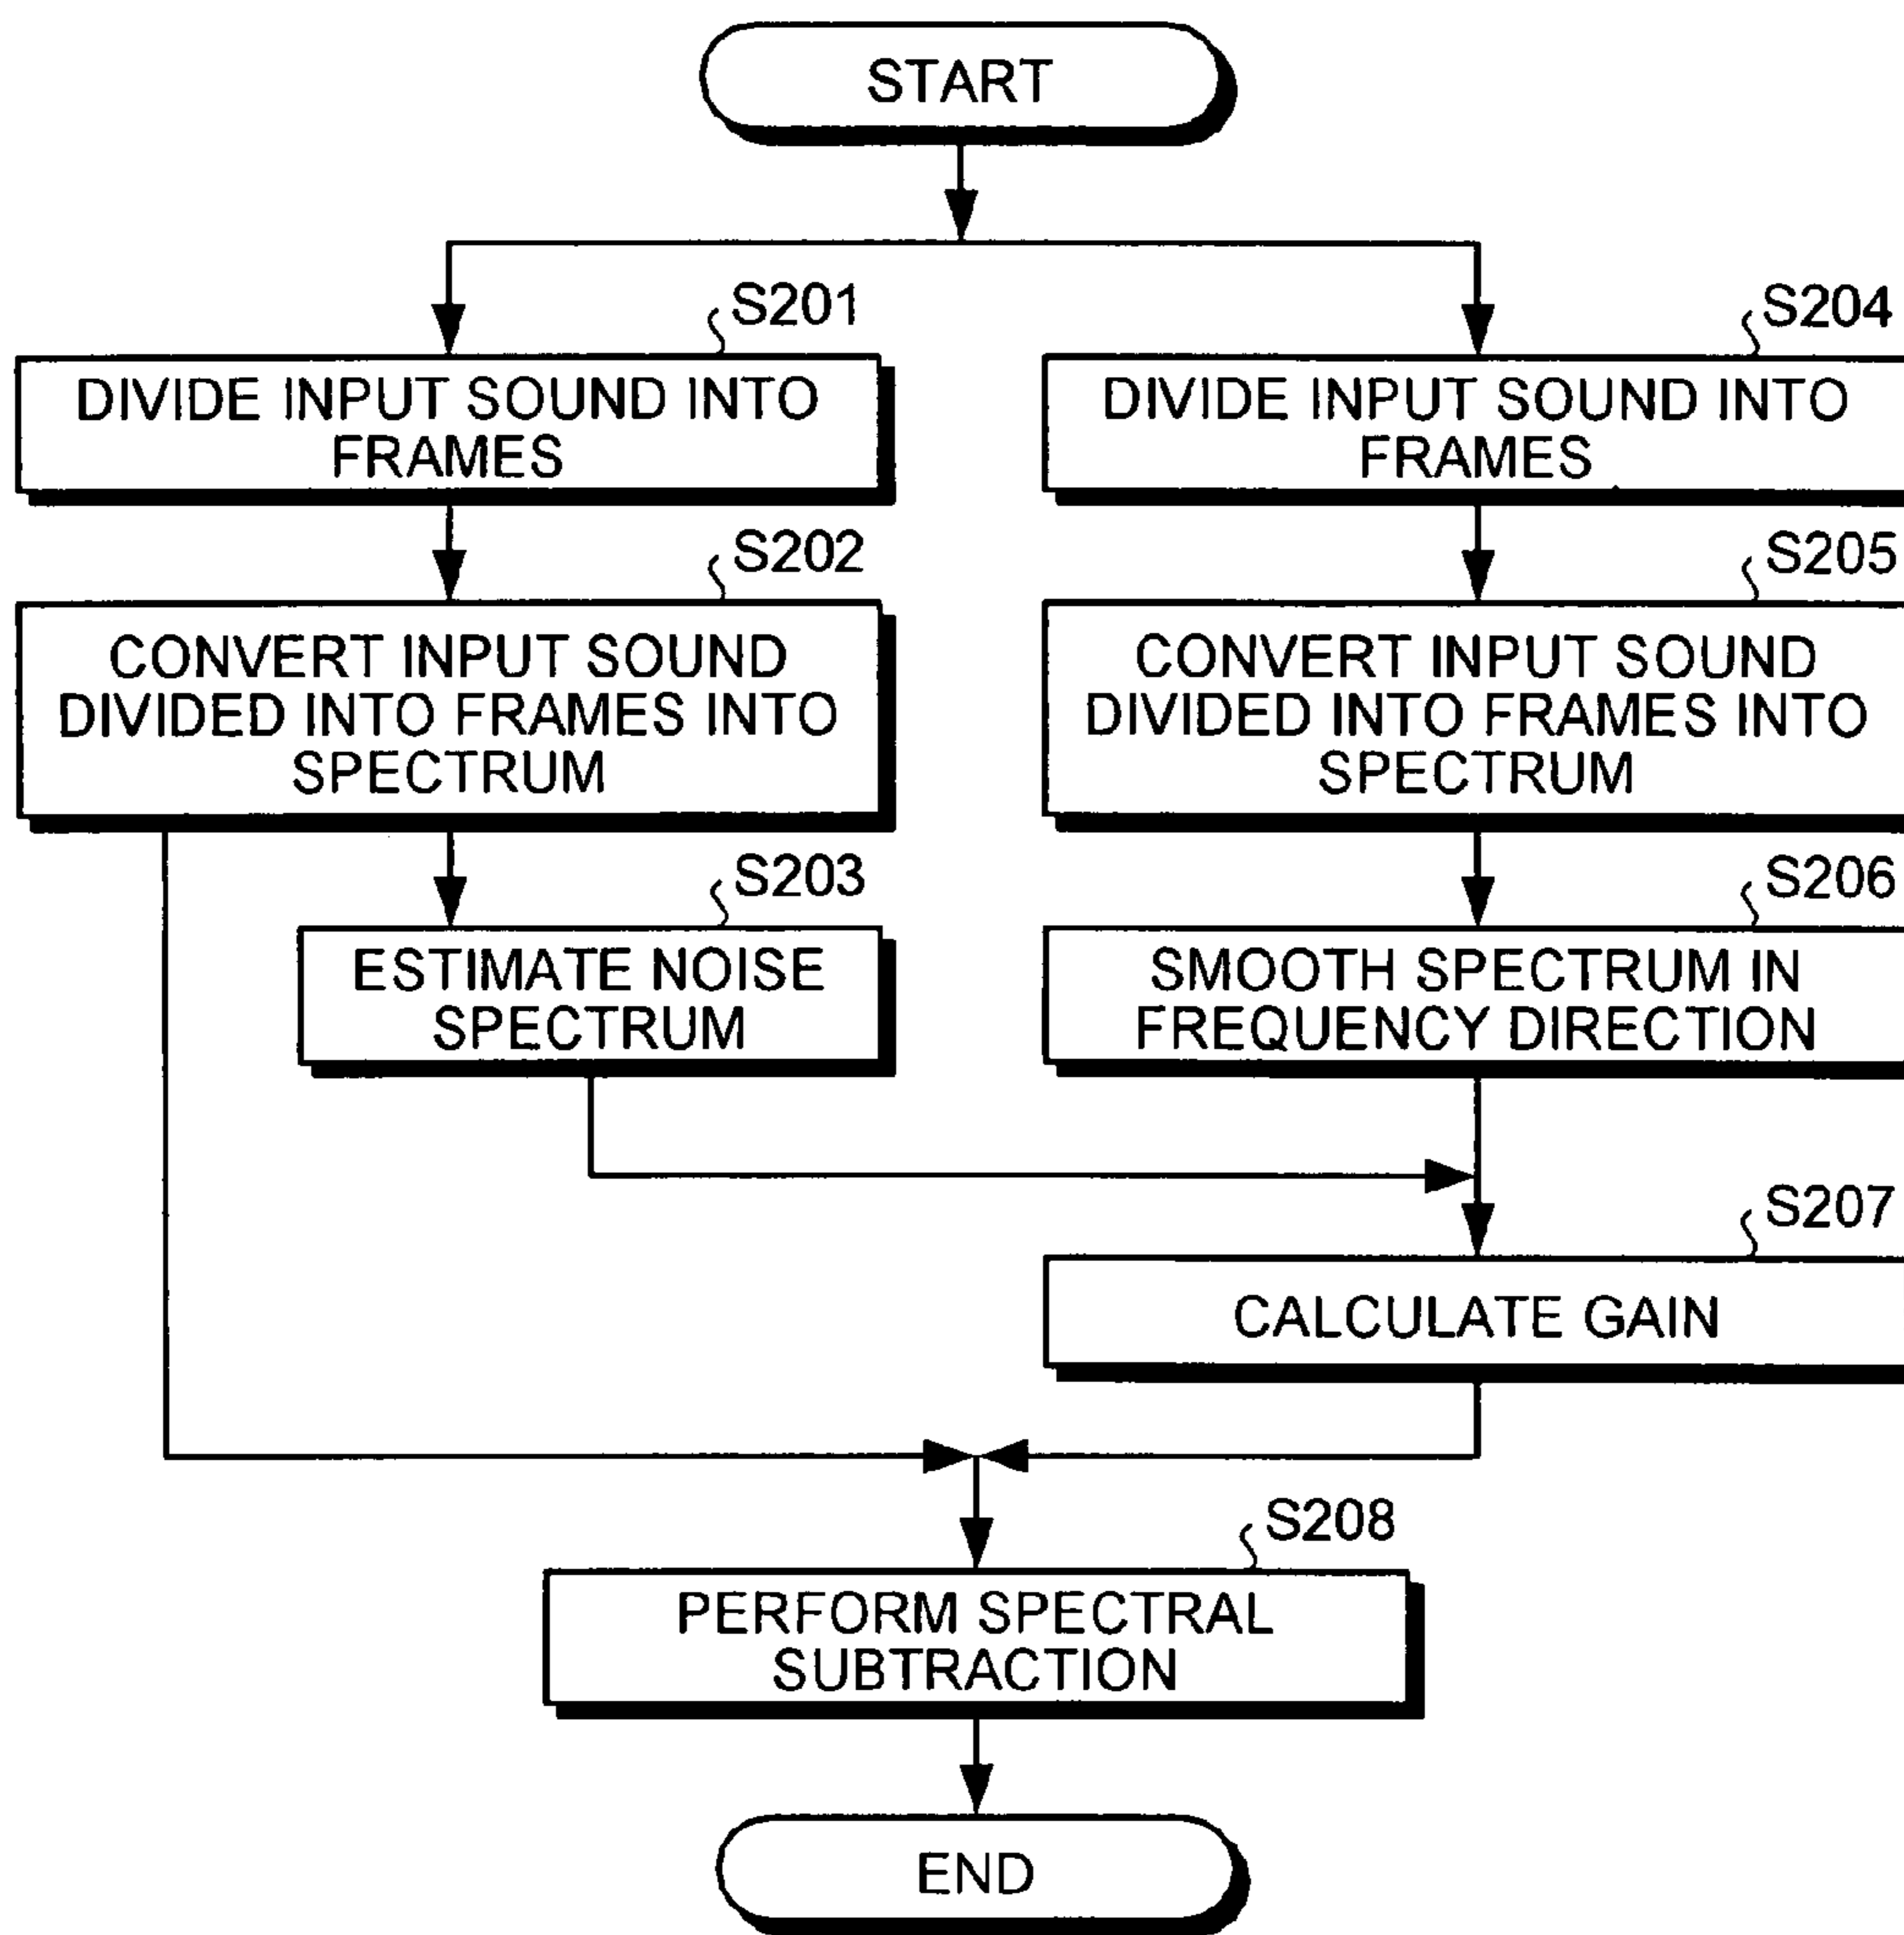 START
S201
DIVIDE INPUT SOUND INTO
FRAMES
S202
CONVERT INPUT SOUND
DIVIDED INTO FRAMES INTO
SPECTRUM
S203
ESTIMATE NOISE
SPECTRUM
S204
DIVIDE INPUT SOUND INTO
FRAMES
S205
CONVERT INPUT SOUND
DIVIDED INTO FRAMES INTO
SPECTRUM
S206
SMOOTH SPECTRUM IN
FREQUENCY DIRECTION
S207
CALCULATE GAIN
S208
PERFORM SPECTRAL
SUBTRACTION
END